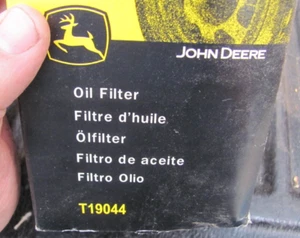 JOHN DEERE
Oil Filter
Filtre d'huile
Ölfilter
Filtro de aceite
Filtro Olio
T19044